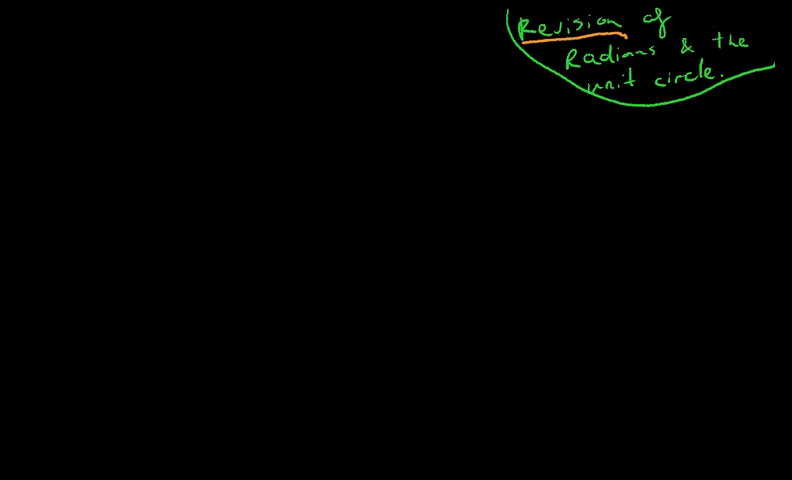 Revision of
Radians & the
unit circle.